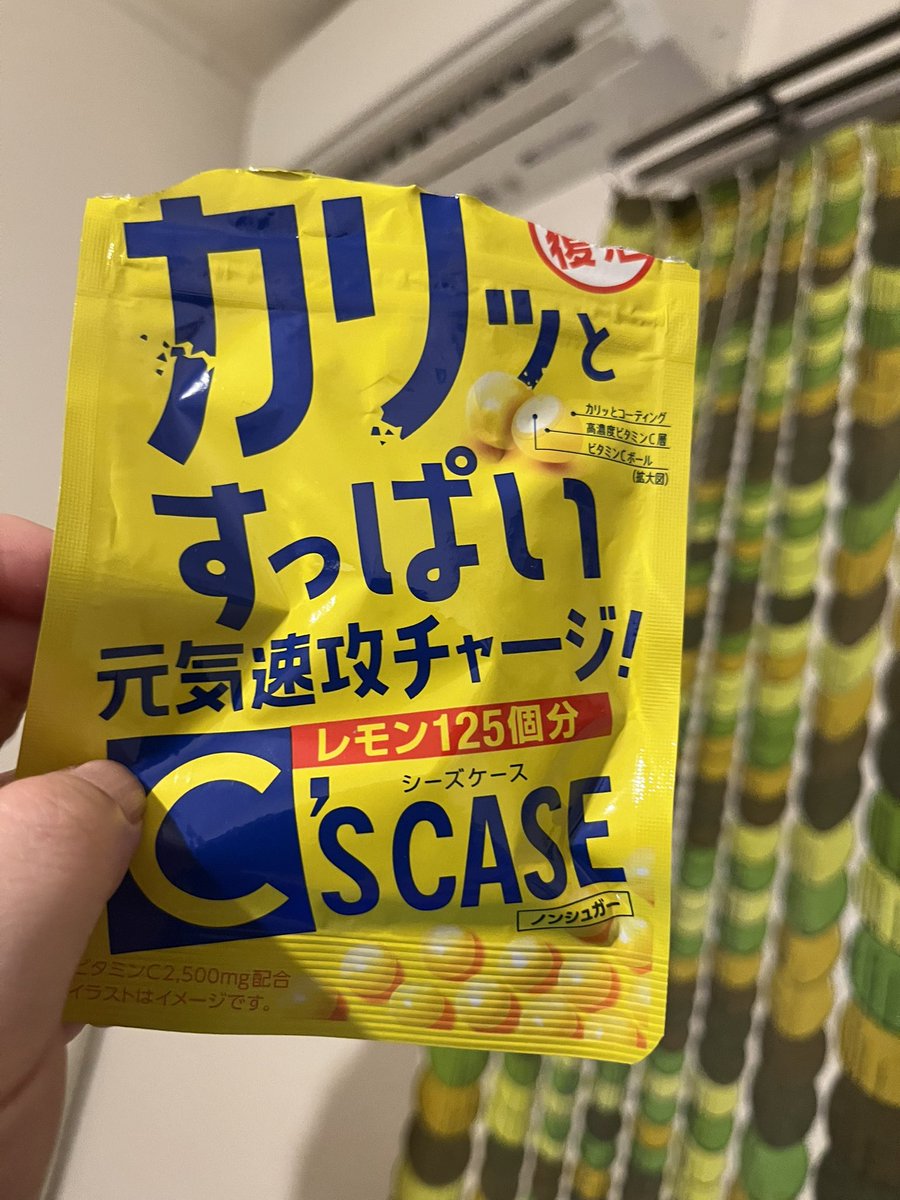 カリッと
復
カリッとコーティング
高濃度ビタミンC層
ビタミンCボール
(拡大図)
すっぱい
元気速攻チャージ!
レモン125個分
シーズケース
C'S CASE
ノンシュガー
ビタミンC2,500mg配合
イラストはイメージです。